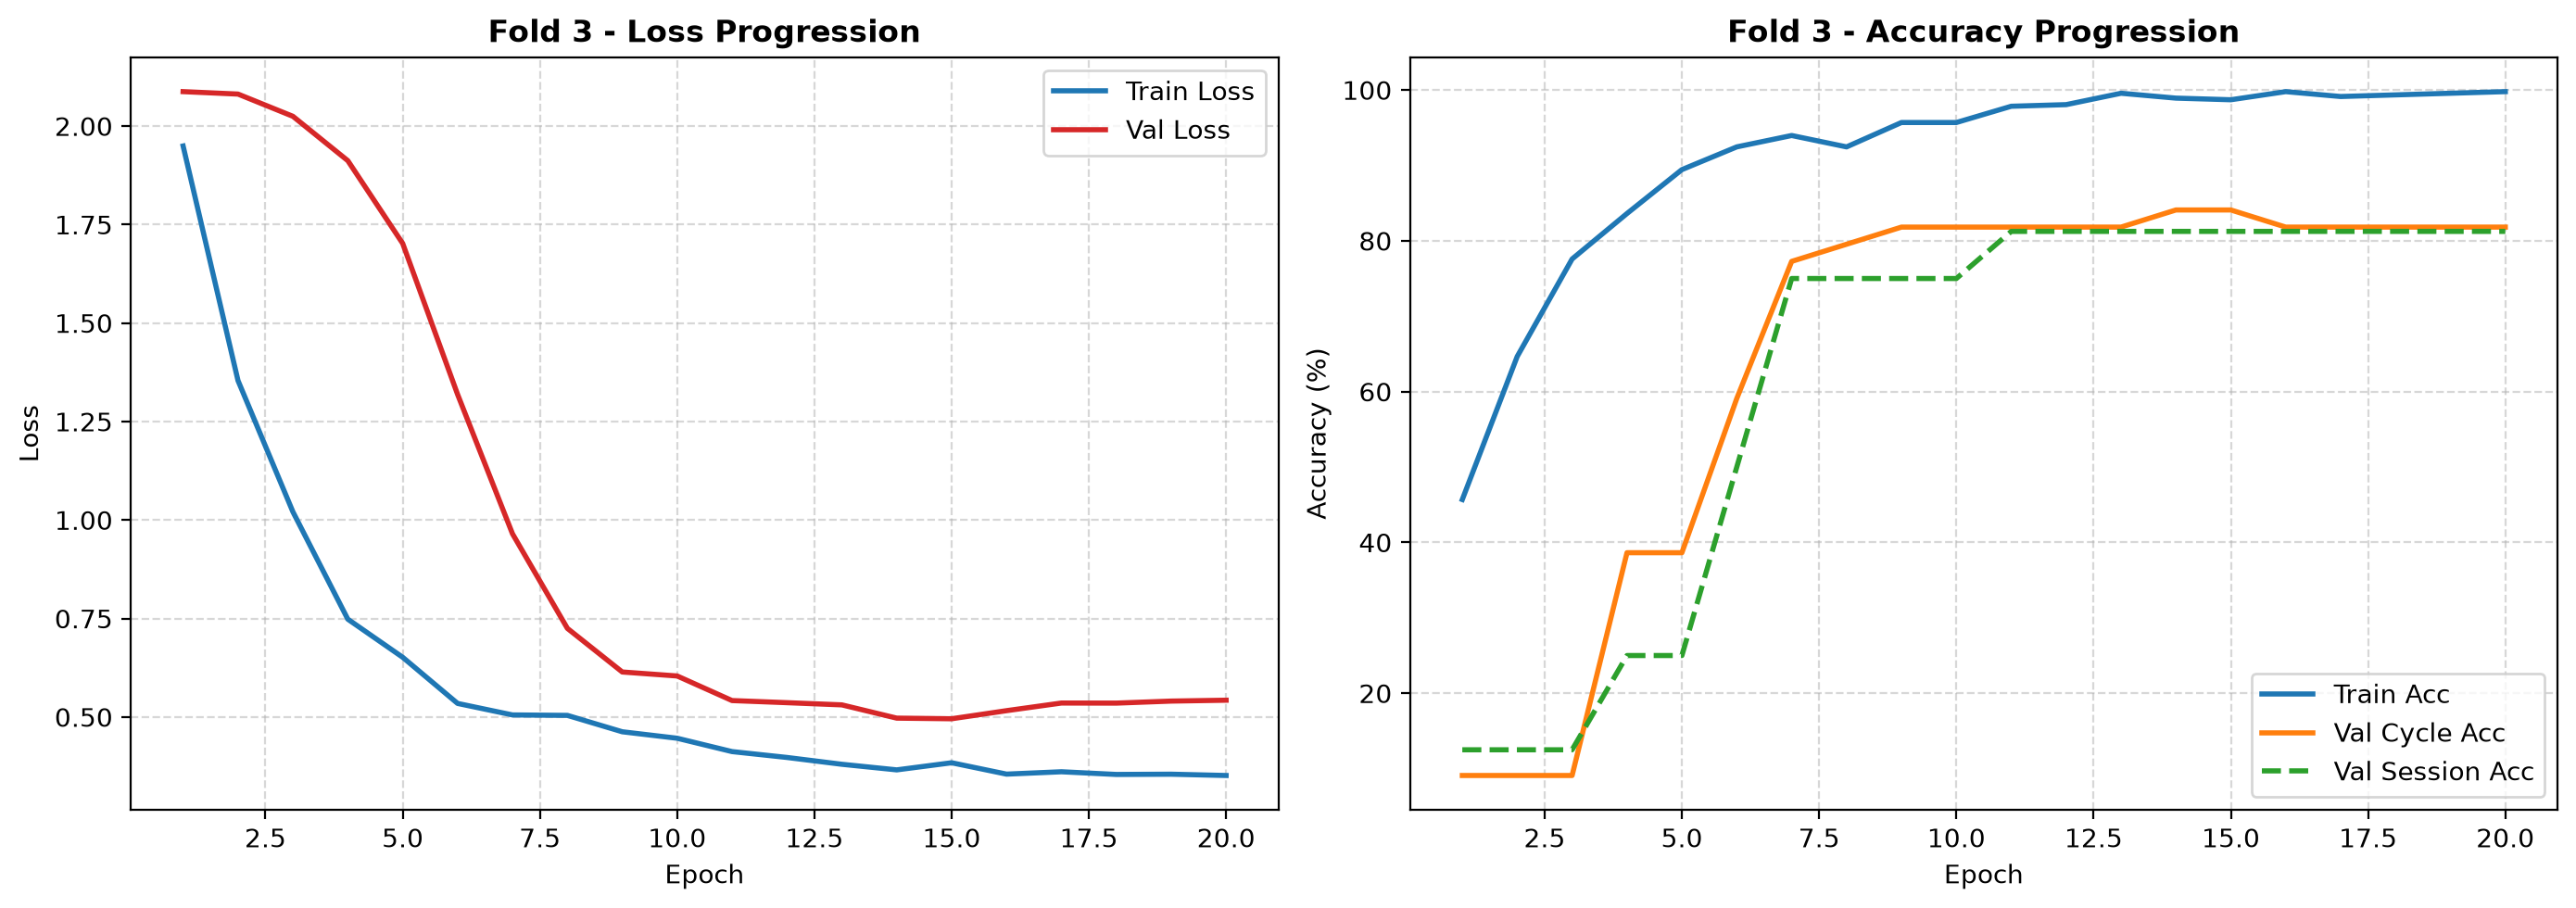 Fold 3 - Loss Progression
Train Loss
Val Loss
2.00
1.75
1.50
1.25
1.00
0.75
0.50
Loss
2.5 5.0 7.5 10.0 12.5 15.0 17.5 20.0
Epoch
Fold 3 - Accuracy Progression
100
80
60
40
20
Accuracy (%)
Train Acc
Val Cycle Acc
Val Session Acc
2.5 5.0 7.5 10.0 12.5 15.0 17.5 20.0
Epoch